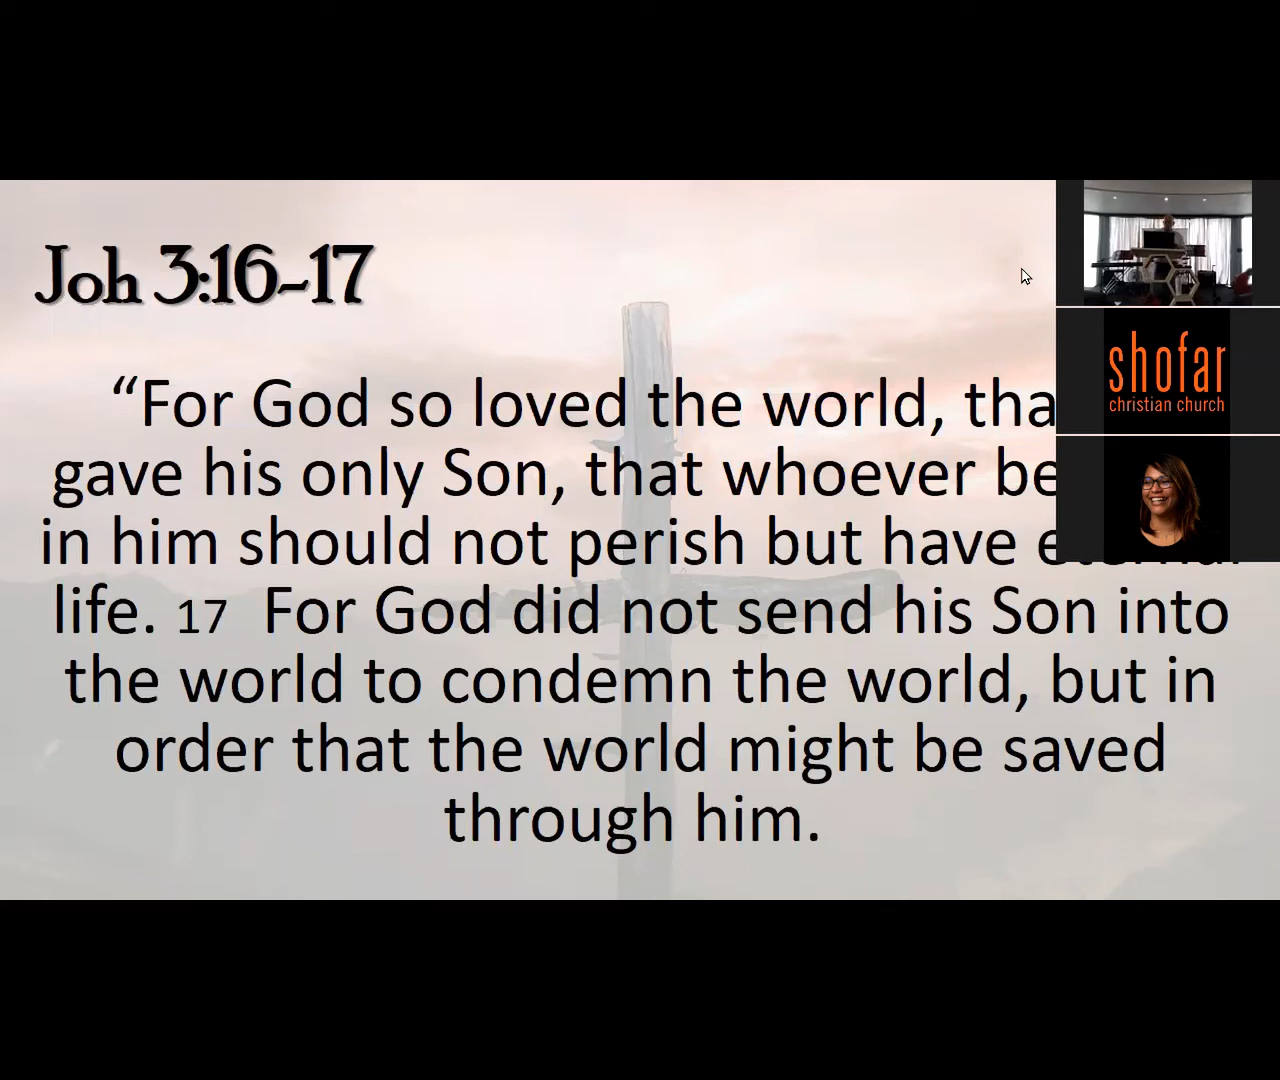 Joh 3:16-17
“For God so loved the world, tha
gave his only Son, that whoever be
in him should not perish but have eternal
life. 17 For God did not send his Son into
the world to condemn the world, but in
order that the world might be saved
through him.
shofar
christian church